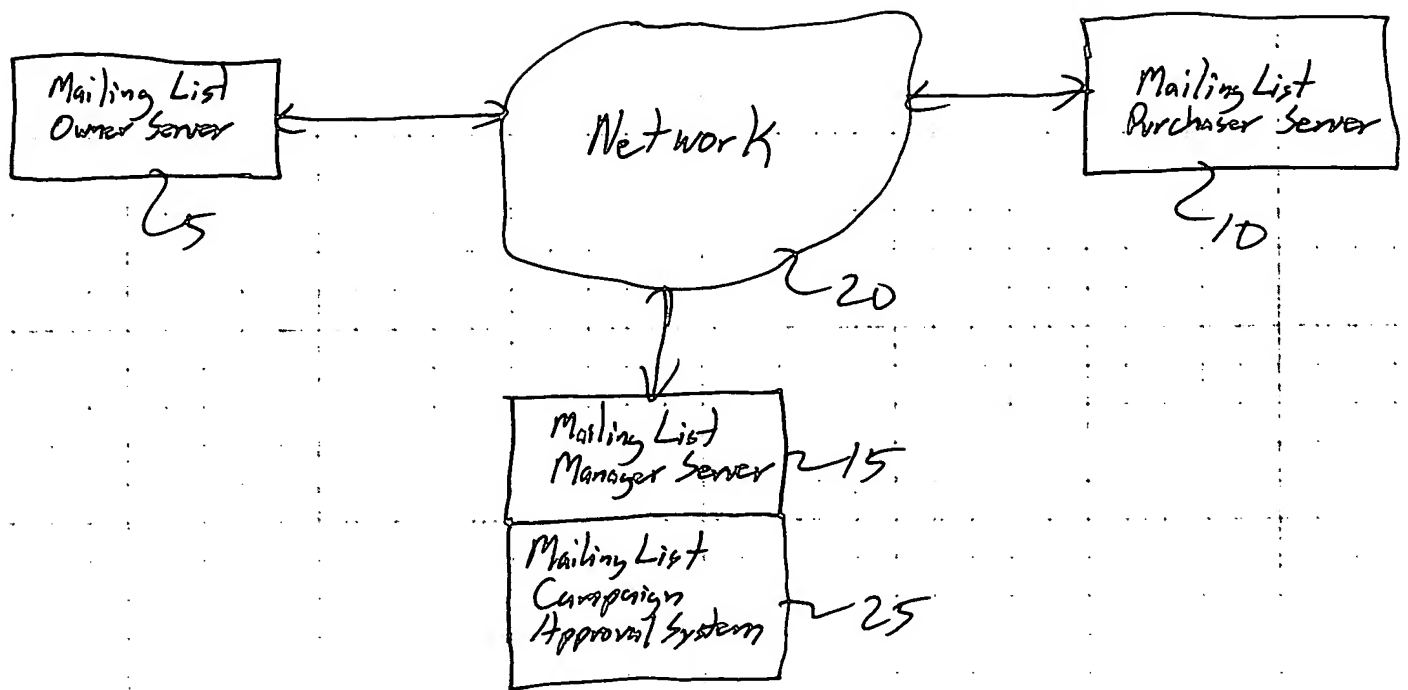 Mailing List
Owner Server
5
Network
20
Mailing List
Purchaser Server
10
Mailing List
Manager Server
15
Mailing List
Campaign
Approval System
25